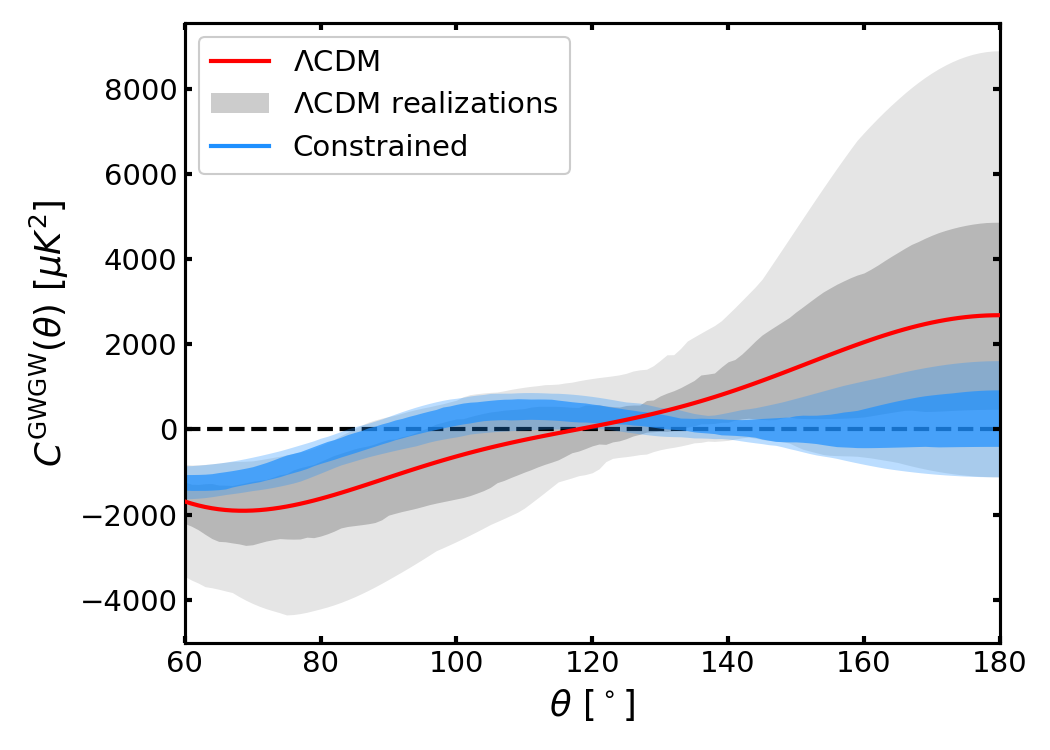 ΛCDM
ΛCDM realizations
Constrained
C^GWGW(θ) [μK²]
8000
6000
4000
2000
0
−2000
−4000
60 80 100 120 140 160 180
θ [°]